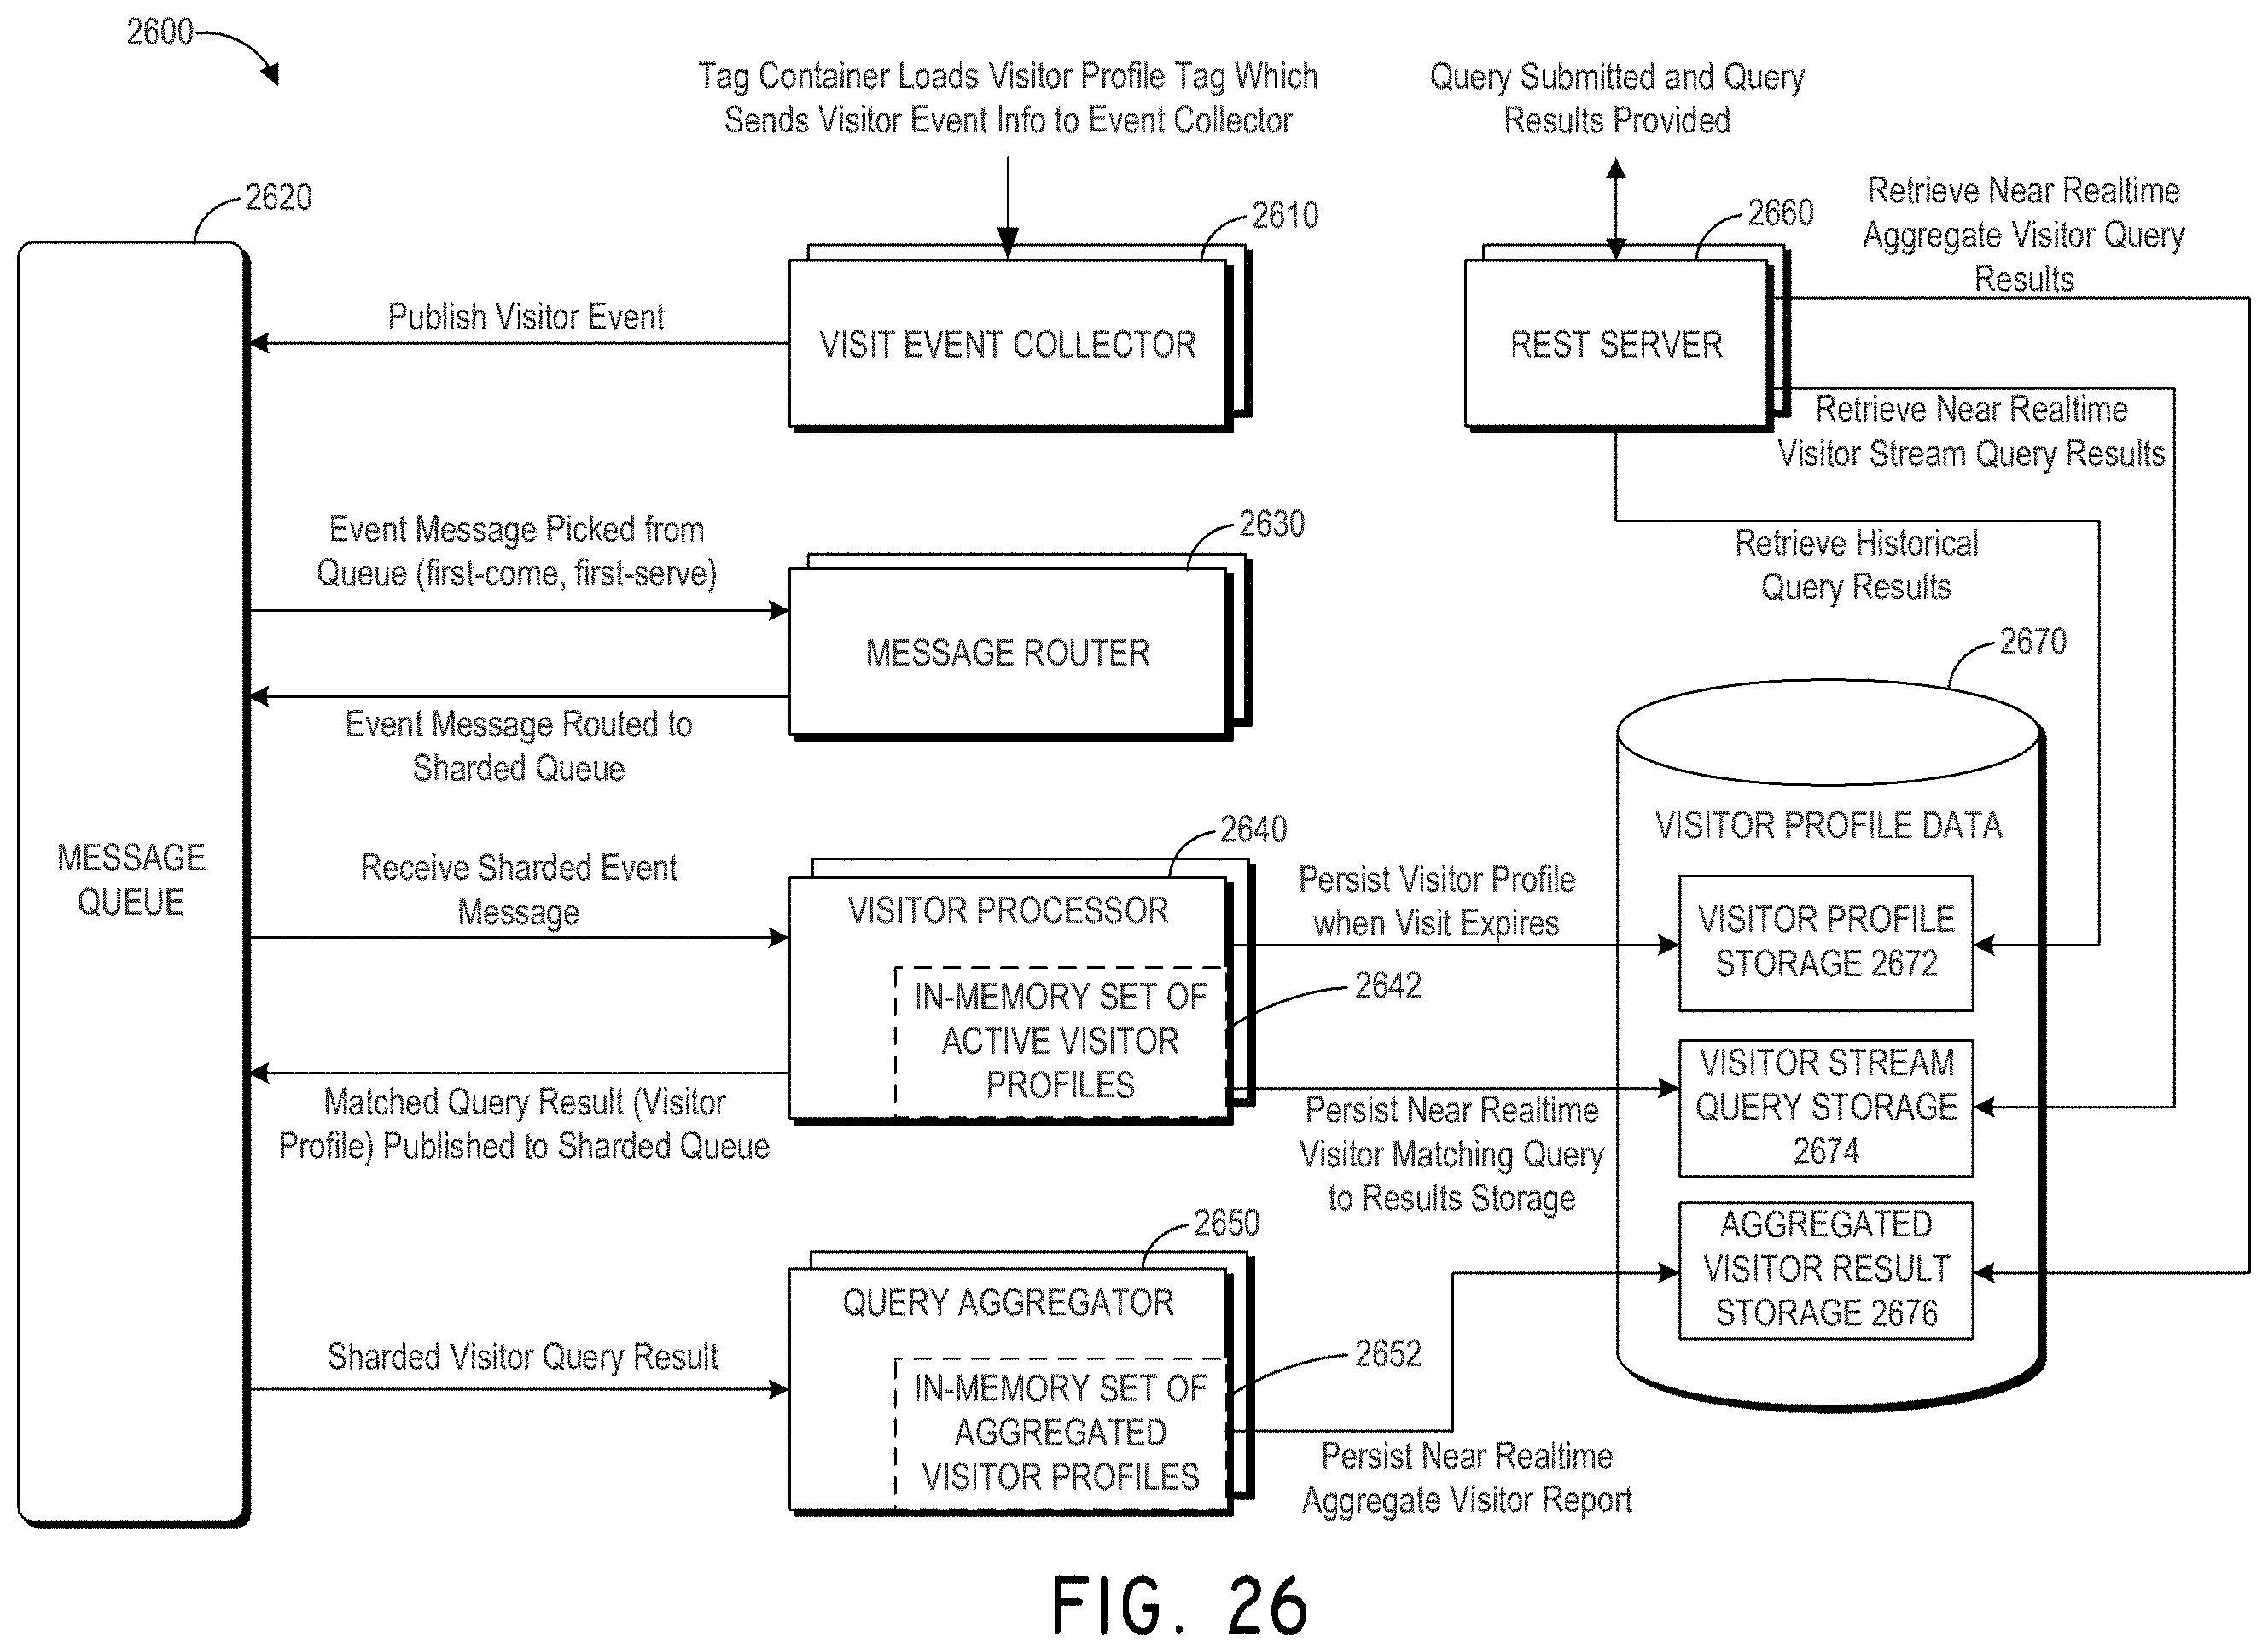 2600
Tag Container Loads Visitor Profile Tag Which
Sends Visitor Event Info to Event Collector
Query Submitted and Query
Results Provided
Retrieve Near Realtime
Aggregate Visitor Query
Results
2620
2610
2660
Publish Visitor Event
VISIT EVENT COLLECTOR
REST SERVER
Retrieve Near Realtime
Visitor Stream Query Results
Event Message Picked from
Queue (first-come, first-serve)
2630
Retrieve Historical
Query Results
MESSAGE ROUTER
2670
Event Message Routed to
Sharded Queue
MESSAGE
QUEUE
Receive Sharded Event
Message
2640
VISITOR PROCESSOR
Persist Visitor Profile
when Visit Expires
VISITOR PROFILE DATA
VISITOR PROFILE
STORAGE 2672
IN-MEMORY SET OF
ACTIVE VISITOR
PROFILES
2642
Matched Query Result (Visitor
Profile) Published to Sharded Queue
Persist Near Realtime
Visitor Matching Query
to Results Storage
VISITOR STREAM
QUERY STORAGE
2674
2650
QUERY AGGREGATOR
AGGREGATED
VISITOR RESULT
STORAGE 2676
Sharded Visitor Query Result
2652
IN-MEMORY SET OF
AGGREGATED
VISITOR PROFILES
Persist Near Realtime
Aggregate Visitor Report
FIG. 26